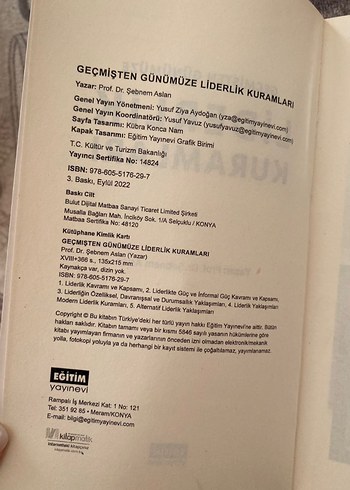 GEÇMİŞTEN GÜNÜMÜZE LİDERLİK KURAMLARI
Yazar: Prof. Dr. Şebnem Aslan
Genel Yayın Yönetmeni: Yusuf Ziya Aydoğan (yza@egitimyayinevi.com)
Genel Yayın Koordinatörü: Yusuf Yavuz (yusufyavuz@egitimyayinevi.com)
Sayfa Tasarımı: Kübra Konca Nam
Kapak Tasarımı: Eğitim Yayınevi Grafik Birimi
T.C. Kültür ve Turizm Bakanlığı
Yayıncı Sertifika No: 14824
ISBN: 978-605-5176-29-7
3. Baskı, Eylül 2022
Baskı Cilt
Bulut Dijital Matbaa Sanayi Ticaret Limited Şirketi
Musalla Bağları Mah. İnciköy Sok. 1/A Selçuklu / KONYA
Matbaa Sertifika No: 48120
Kütüphane Kimlik Kartı
GEÇMİŞTEN GÜNÜMÜZE LİDERLİK KURAMLARI
Prof. Dr. Şebnem Aslan (Yazar)
XVIII+366 s., 135x215 mm
Kaynakça var, dizin yok.
ISBN: 978-605-5176-29-7
1. Liderlik Kavramı ve Kapsamı, 2. Liderlikte Güç ve İnformal Güç Kavramı ve Kapsamı,
3. Liderliğin Özelliksel, Davranışsal ve Durumsallık Yaklaşımları, 4. Liderlik Yaklaşımları
Modern Liderlik Kuramları, 5. Alternatif Liderlik Yaklaşımları
Copyright © Bu kitabın Türkiye'deki her türlü yayın hakkı Eğitim Yayınevi'ne aittir. Bütün
hakları saklıdır. Kitabın tamamı veya bir kısmı 5846 sayılı yasanın hükümlerine göre
kitabı yayımlayan firmanın ve yazarlarının önceden izni olmadan elektronik/mekanik
yolla, fotokopi yoluyla ya da herhangi bir kayıt sistemi ile çoğaltılamaz, yayımlanamaz.
EĞİTİM
yayınevi
Rampalı İş Merkezi Kat: 1 No: 121
Tel: 351 92 85 • Meram/KONYA
E-mail: bilgi@egitimyayinevi.com
kitapmatik